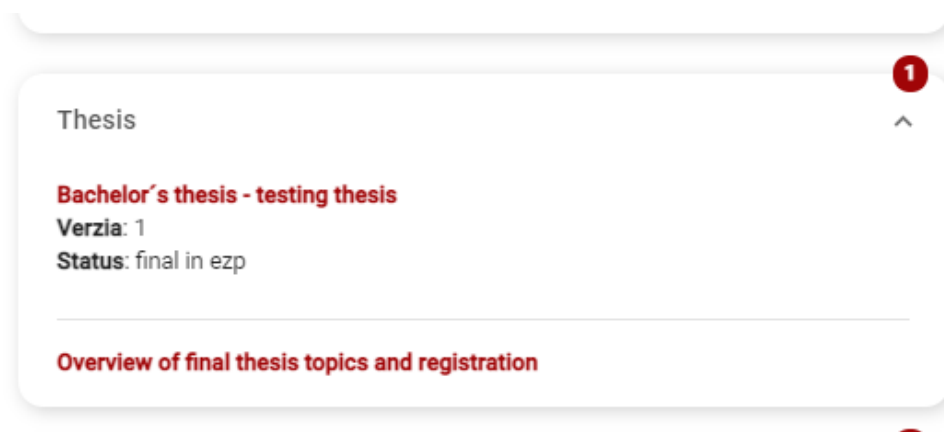 1
Thesis
Bachelor´s thesis - testing thesis
Verzia: 1
Status: final in ezp
Overview of final thesis topics and registration